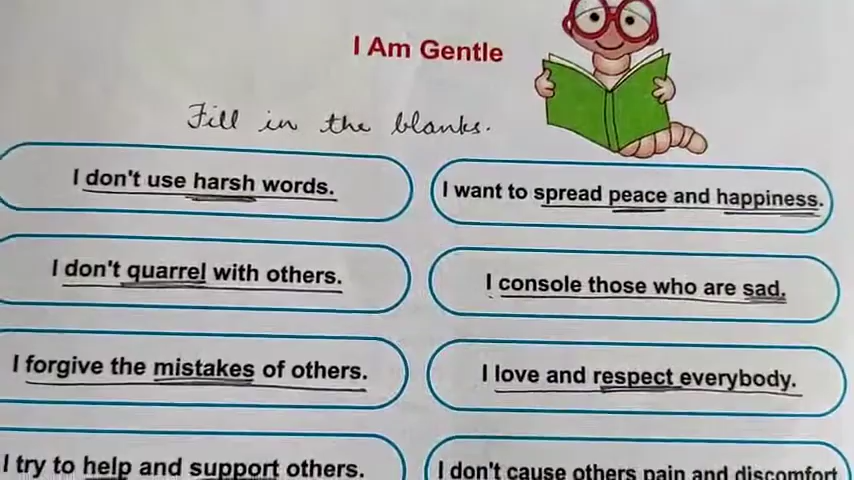 I Am Gentle
Fill in the blanks.
I don't use harsh words.
I want to spread peace and happiness.
I don't quarrel with others.
I console those who are sad.
I forgive the mistakes of others.
I love and respect everybody.
I try to help and support others.
I don't cause others pain and discomfort